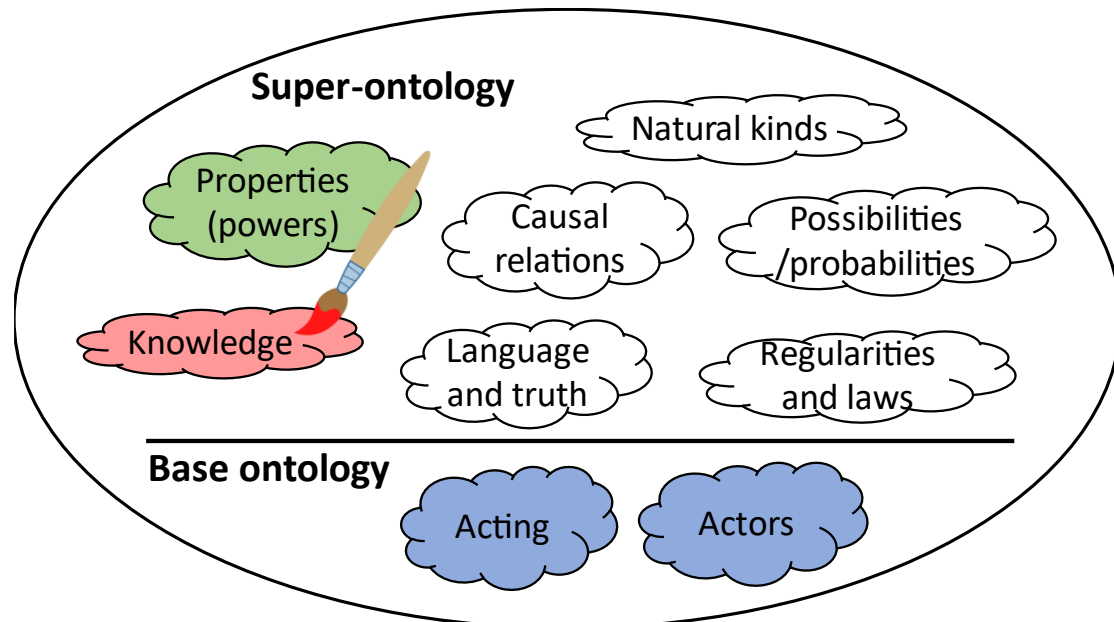 Super-ontology
Natural kinds
Properties
(powers)
Causal
relations
Possibilities
/probabilities
Knowledge
Language
and truth
Regularities
and laws
Base ontology
Acting
Actors